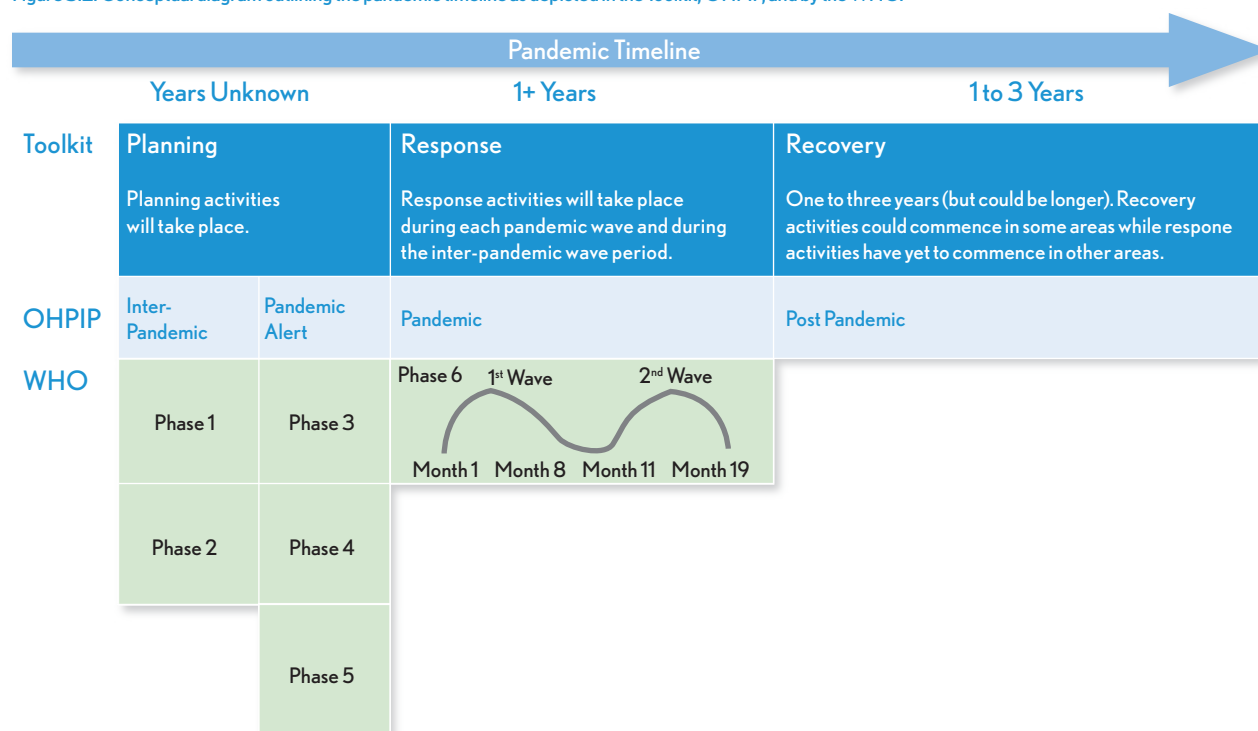 Pandemic Timeline
Years Unknown
1+ Years
1 to 3 Years
Toolkit
Planning
Planning activities
will take place.
Response
Response activities will take place
during each pandemic wave and during
the inter-pandemic wave period.
Recovery
One to three years (but could be longer). Recovery
activities could commence in some areas while respone
activities have yet to commence in other areas.
OHPIP
Inter-
Pandemic
Pandemic
Alert
Pandemic
Post Pandemic
WHO
Phase 1
Phase 3
Phase 6
1st Wave
2nd Wave
Month 1
Month 8
Month 11
Month 19
Phase 2
Phase 4
Phase 5